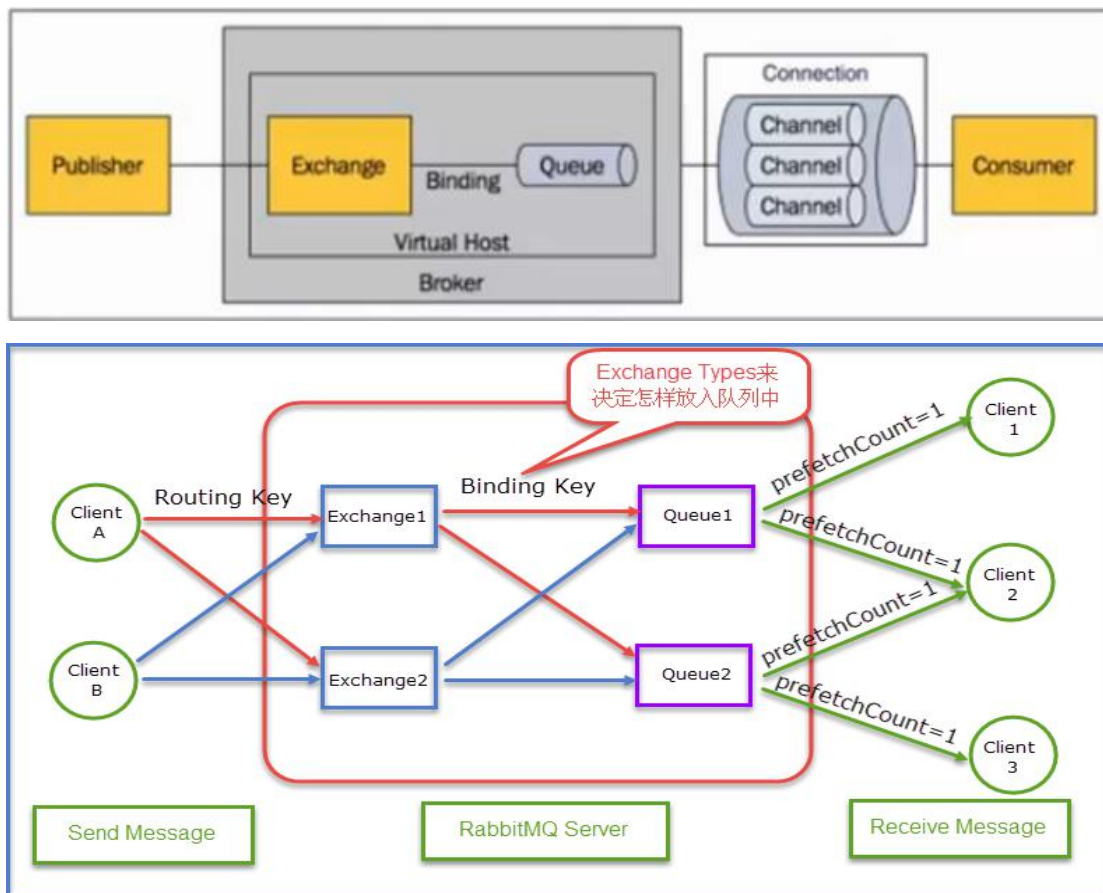 Publisher
Exchange
Binding
Queue
Virtual Host
Broker
Connection
Channel
Channel
Channel
Consumer
Exchange Types来
决定怎样放入队列中
Client
A
Client
B
Routing Key
Exchange1
Exchange2
Binding Key
Queue1
Queue2
prefetchCount=1
prefetchCount=1
prefetchCount=1
prefetchCount=1
Client
1
Client
2
Client
3
Send Message
RabbitMQ Server
Receive Message